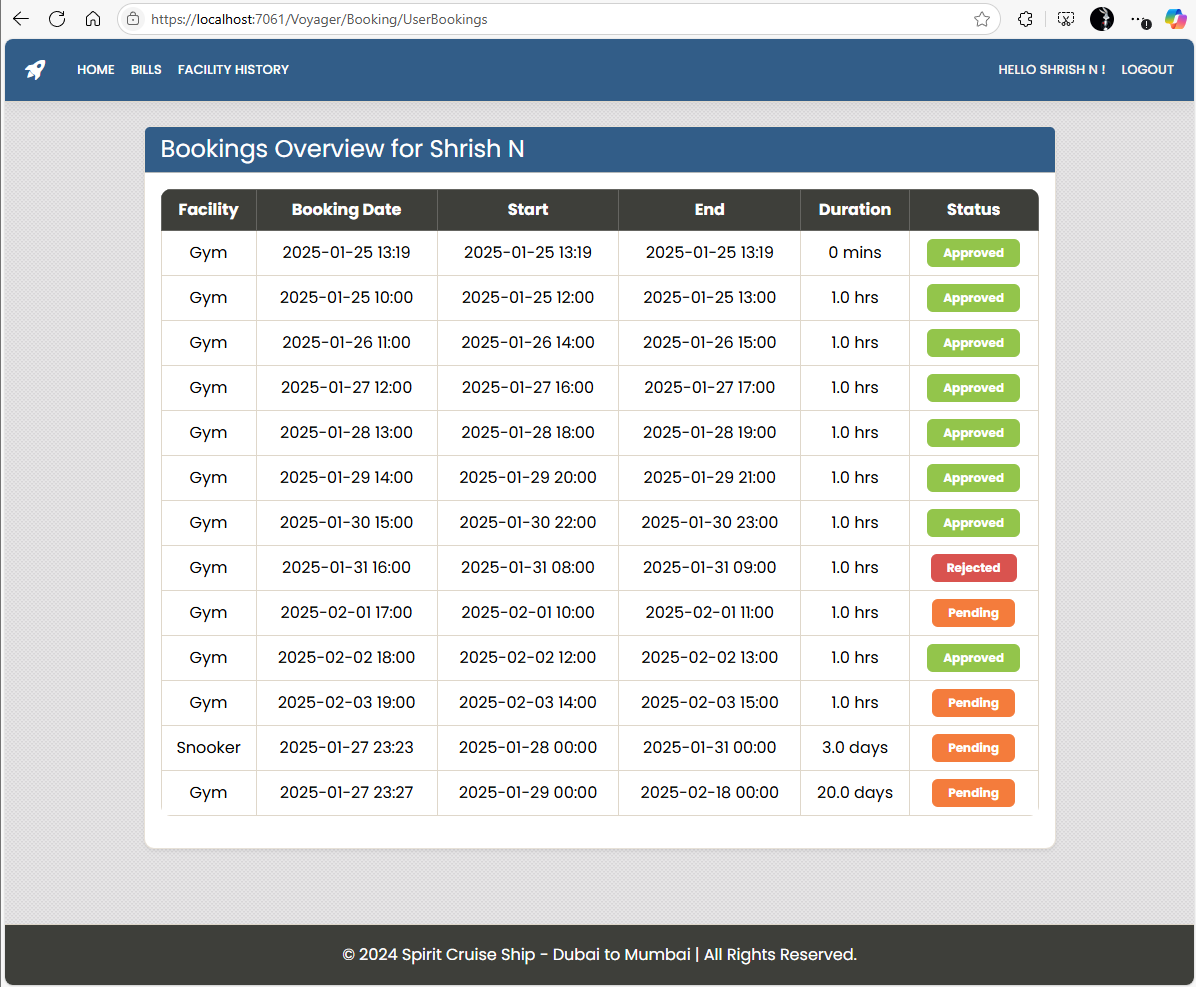 https://localhost:7061/Voyager/Booking/UserBookings
HOME BILLS FACILITY HISTORY HELLO SHRISH N ! LOGOUT
Bookings Overview for Shrish N
Facility Booking Date Start End Duration Status
Gym 2025-01-25 13:19 2025-01-25 13:19 2025-01-25 13:19 0 mins Approved
Gym 2025-01-25 10:00 2025-01-25 12:00 2025-01-25 13:00 1.0 hrs Approved
Gym 2025-01-26 11:00 2025-01-26 14:00 2025-01-26 15:00 1.0 hrs Approved
Gym 2025-01-27 12:00 2025-01-27 16:00 2025-01-27 17:00 1.0 hrs Approved
Gym 2025-01-28 13:00 2025-01-28 18:00 2025-01-28 19:00 1.0 hrs Approved
Gym 2025-01-29 14:00 2025-01-29 20:00 2025-01-29 21:00 1.0 hrs Approved
Gym 2025-01-30 15:00 2025-01-30 22:00 2025-01-30 23:00 1.0 hrs Approved
Gym 2025-01-31 16:00 2025-01-31 08:00 2025-01-31 09:00 1.0 hrs Rejected
Gym 2025-02-01 17:00 2025-02-01 10:00 2025-02-01 11:00 1.0 hrs Pending
Gym 2025-02-02 18:00 2025-02-02 12:00 2025-02-02 13:00 1.0 hrs Approved
Gym 2025-02-03 19:00 2025-02-03 14:00 2025-02-03 15:00 1.0 hrs Pending
Snooker 2025-01-27 23:23 2025-01-28 00:00 2025-01-31 00:00 3.0 days Pending
Gym 2025-01-27 23:27 2025-01-29 00:00 2025-02-18 00:00 20.0 days Pending
© 2024 Spirit Cruise Ship - Dubai to Mumbai | All Rights Reserved.